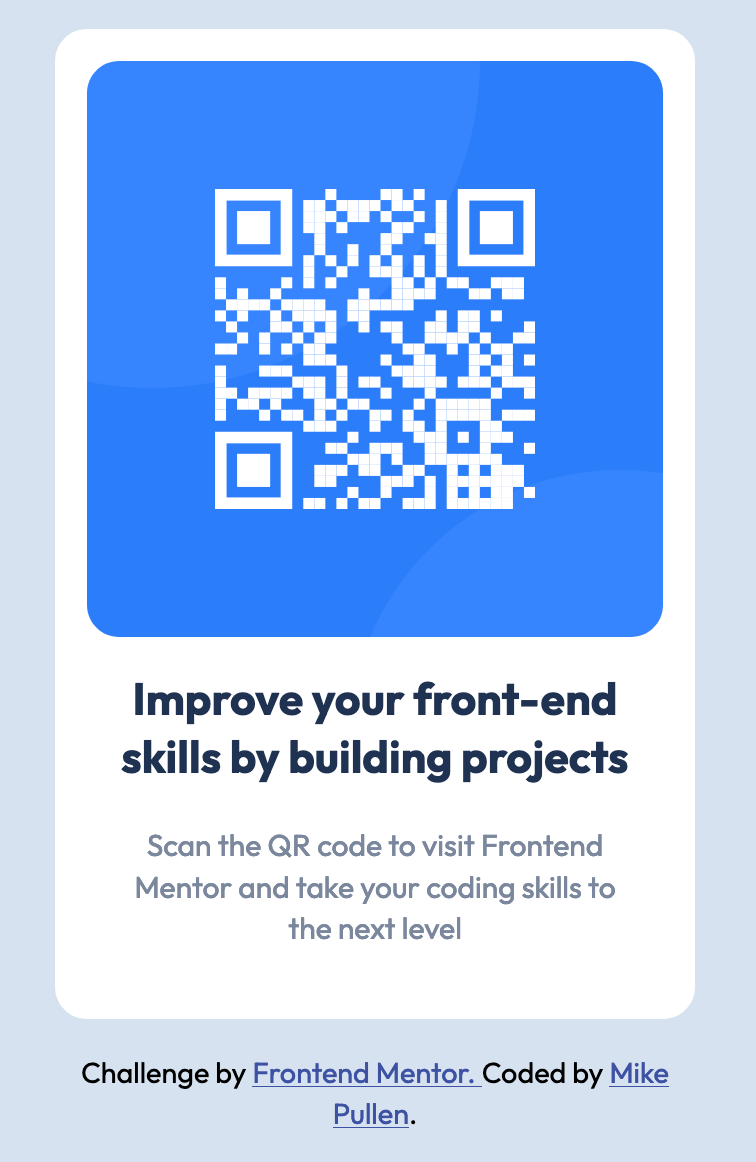 Improve your front-end
skills by building projects
Scan the QR code to visit Frontend
Mentor and take your coding skills to
the next level
Challenge by Frontend Mentor. Coded by Mike
Pullen.